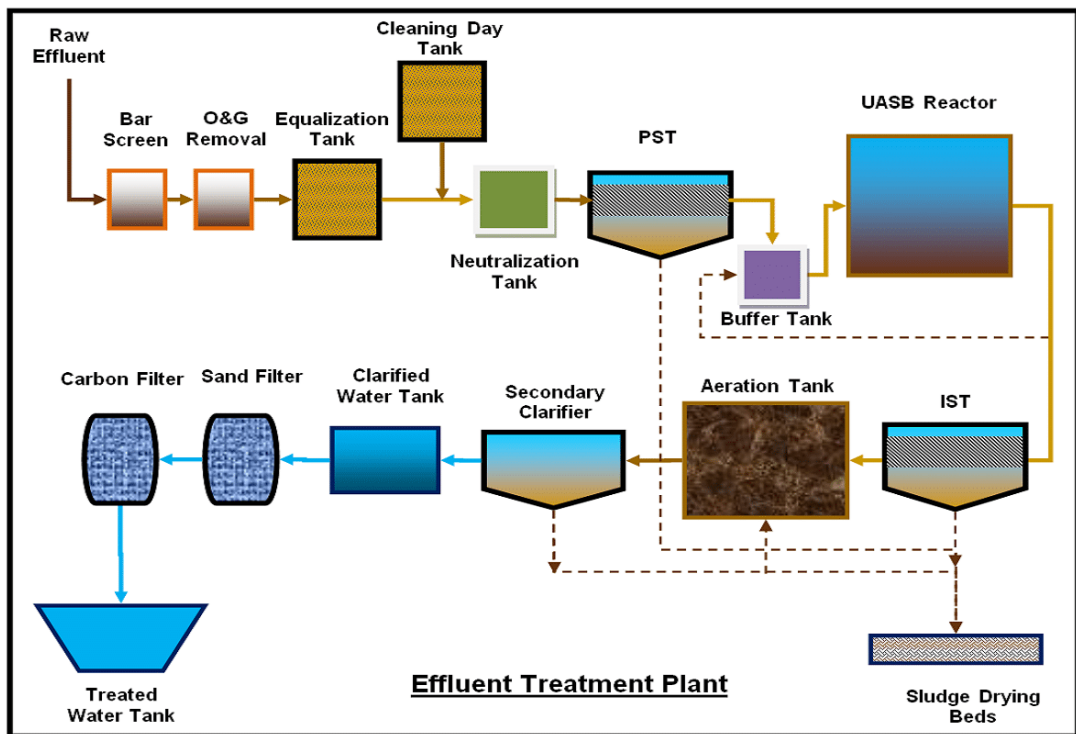 Raw
Effluent
Cleaning Day
Tank
Bar
Screen
O&G
Removal
Equalization
Tank
PST
UASB Reactor
Neutralization
Tank
Buffer Tank
Carbon Filter
Sand Filter
Clarified
Water Tank
Secondary
Clarifier
Aeration Tank
IST
Treated
Water Tank
Effluent Treatment Plant
Sludge Drying
Beds